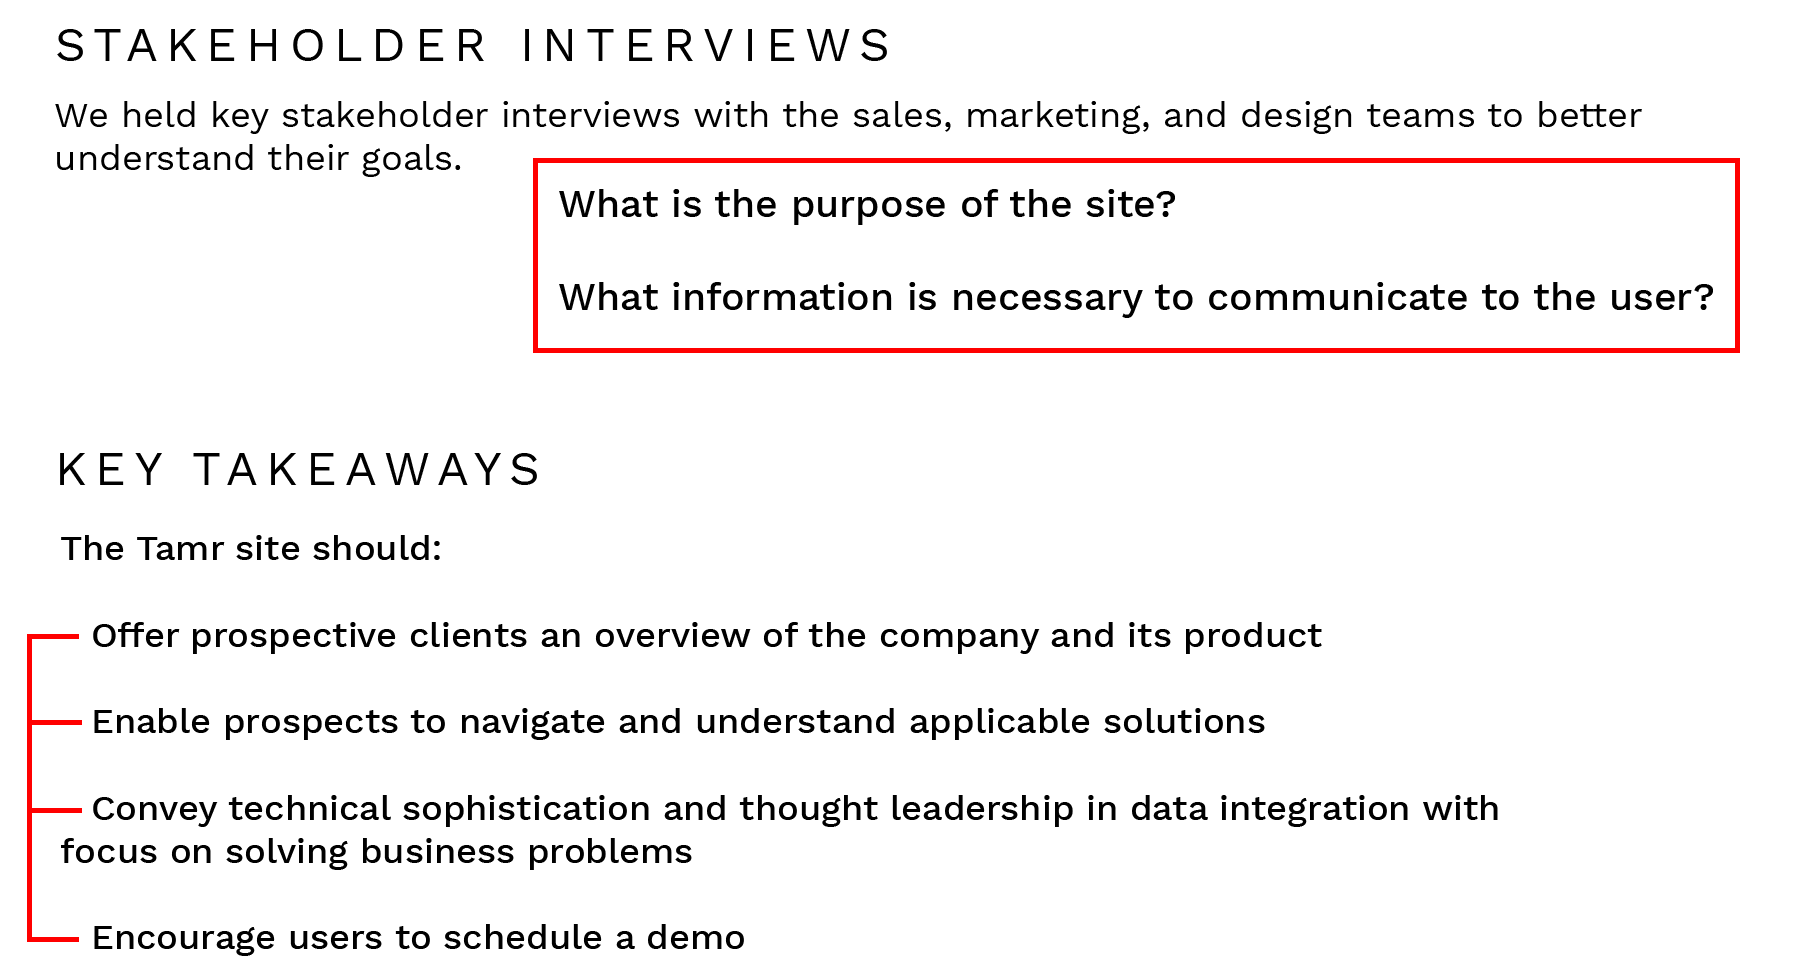 STAKEHOLDER INTERVIEWS
We held key stakeholder interviews with the sales, marketing, and design teams to better
understand their goals.
What is the purpose of the site?
What information is necessary to communicate to the user?
KEY TAKEAWAYS
The Tamr site should:
Offer prospective clients an overview of the company and its product
Enable prospects to navigate and understand applicable solutions
Convey technical sophistication and thought leadership in data integration with
focus on solving business problems
Encourage users to schedule a demo